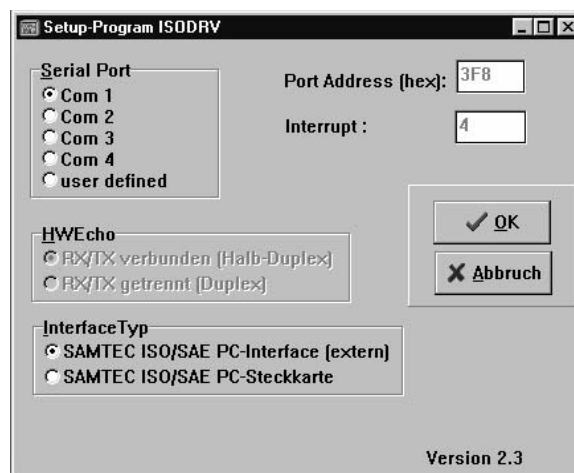 Setup-Program ISODRV
Serial Port
Com 1
Com 2
Com 3
Com 4
user defined
Port Address (hex): 3F8
Interrupt : 4
HWEcho
RX/TX verbunden (Halb-Duplex)
RX/TX getrennt (Duplex)
OK
Abbruch
InterfaceTyp
SAMTEC ISO/SAE PC-Interface (extern)
SAMTEC ISO/SAE PC-Steckkarte
Version 2.3